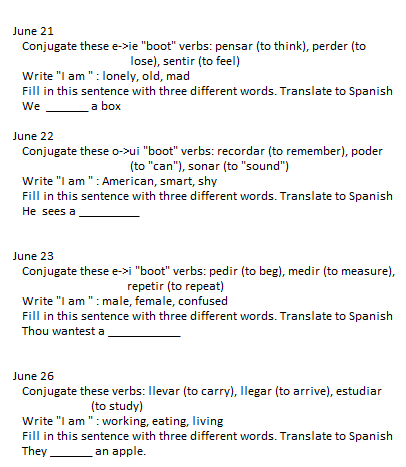 June 21
Conjugate these e->ie "boot" verbs: pensar (to think), perder (to
lose), sentir (to feel)
Write "I am " : lonely, old, mad
Fill in this sentence with three different words. Translate to Spanish
We _______ a box
June 22
Conjugate these o->ui "boot" verbs: recordar (to remember), poder
(to "can"), sonar (to "sound")
Write "I am " : American, smart, shy
Fill in this sentence with three different words. Translate to Spanish
He sees a __________
June 23
Conjugate these e->i "boot" verbs: pedir (to beg), medir (to measure),
repetir (to repeat)
Write "I am " : male, female, confused
Fill in this sentence with three different words. Translate to Spanish
Thou wantest a ____________
June 26
Conjugate these verbs: llevar (to carry), llegar (to arrive), estudiar
(to study)
Write "I am " : working, eating, living
Fill in this sentence with three different words. Translate to Spanish
They _______ an apple.